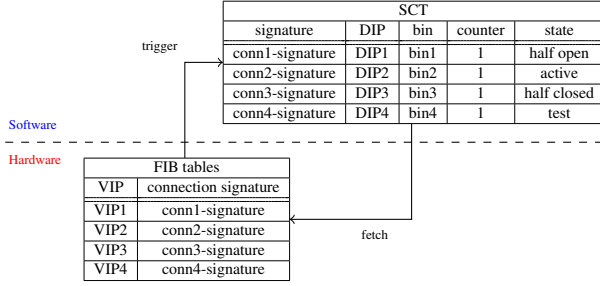 SCT
signature DIP bin counter state
conn1-signature DIP1 bin1 1 half open
conn2-signature DIP2 bin2 1 active
conn3-signature DIP3 bin3 1 half closed
conn4-signature DIP4 bin4 1 test
trigger
Software
Hardware
FIB tables
VIP connection signature
VIP1 conn1-signature
VIP2 conn2-signature
VIP3 conn3-signature
VIP4 conn4-signature
fetch